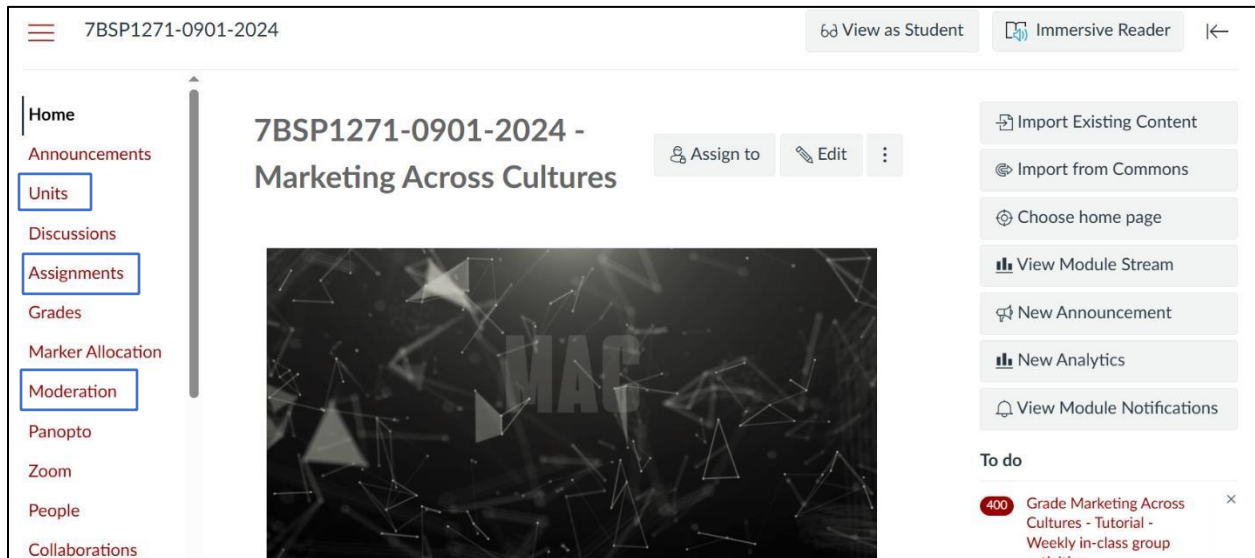 7BSP1271-0901-2024
View as Student
Immersive Reader
Home
Announcements
Units
Discussions
Assignments
Grades
Marker Allocation
Moderation
Panopto
Zoom
People
Collaborations
7BSP1271-0901-2024 -
Marketing Across Cultures
Assign to
Edit
MAC
Import Existing Content
Import from Commons
Choose home page
View Module Stream
New Announcement
New Analytics
View Module Notifications
To do
400
Grade Marketing Across
Cultures - Tutorial -
Weekly in-class group